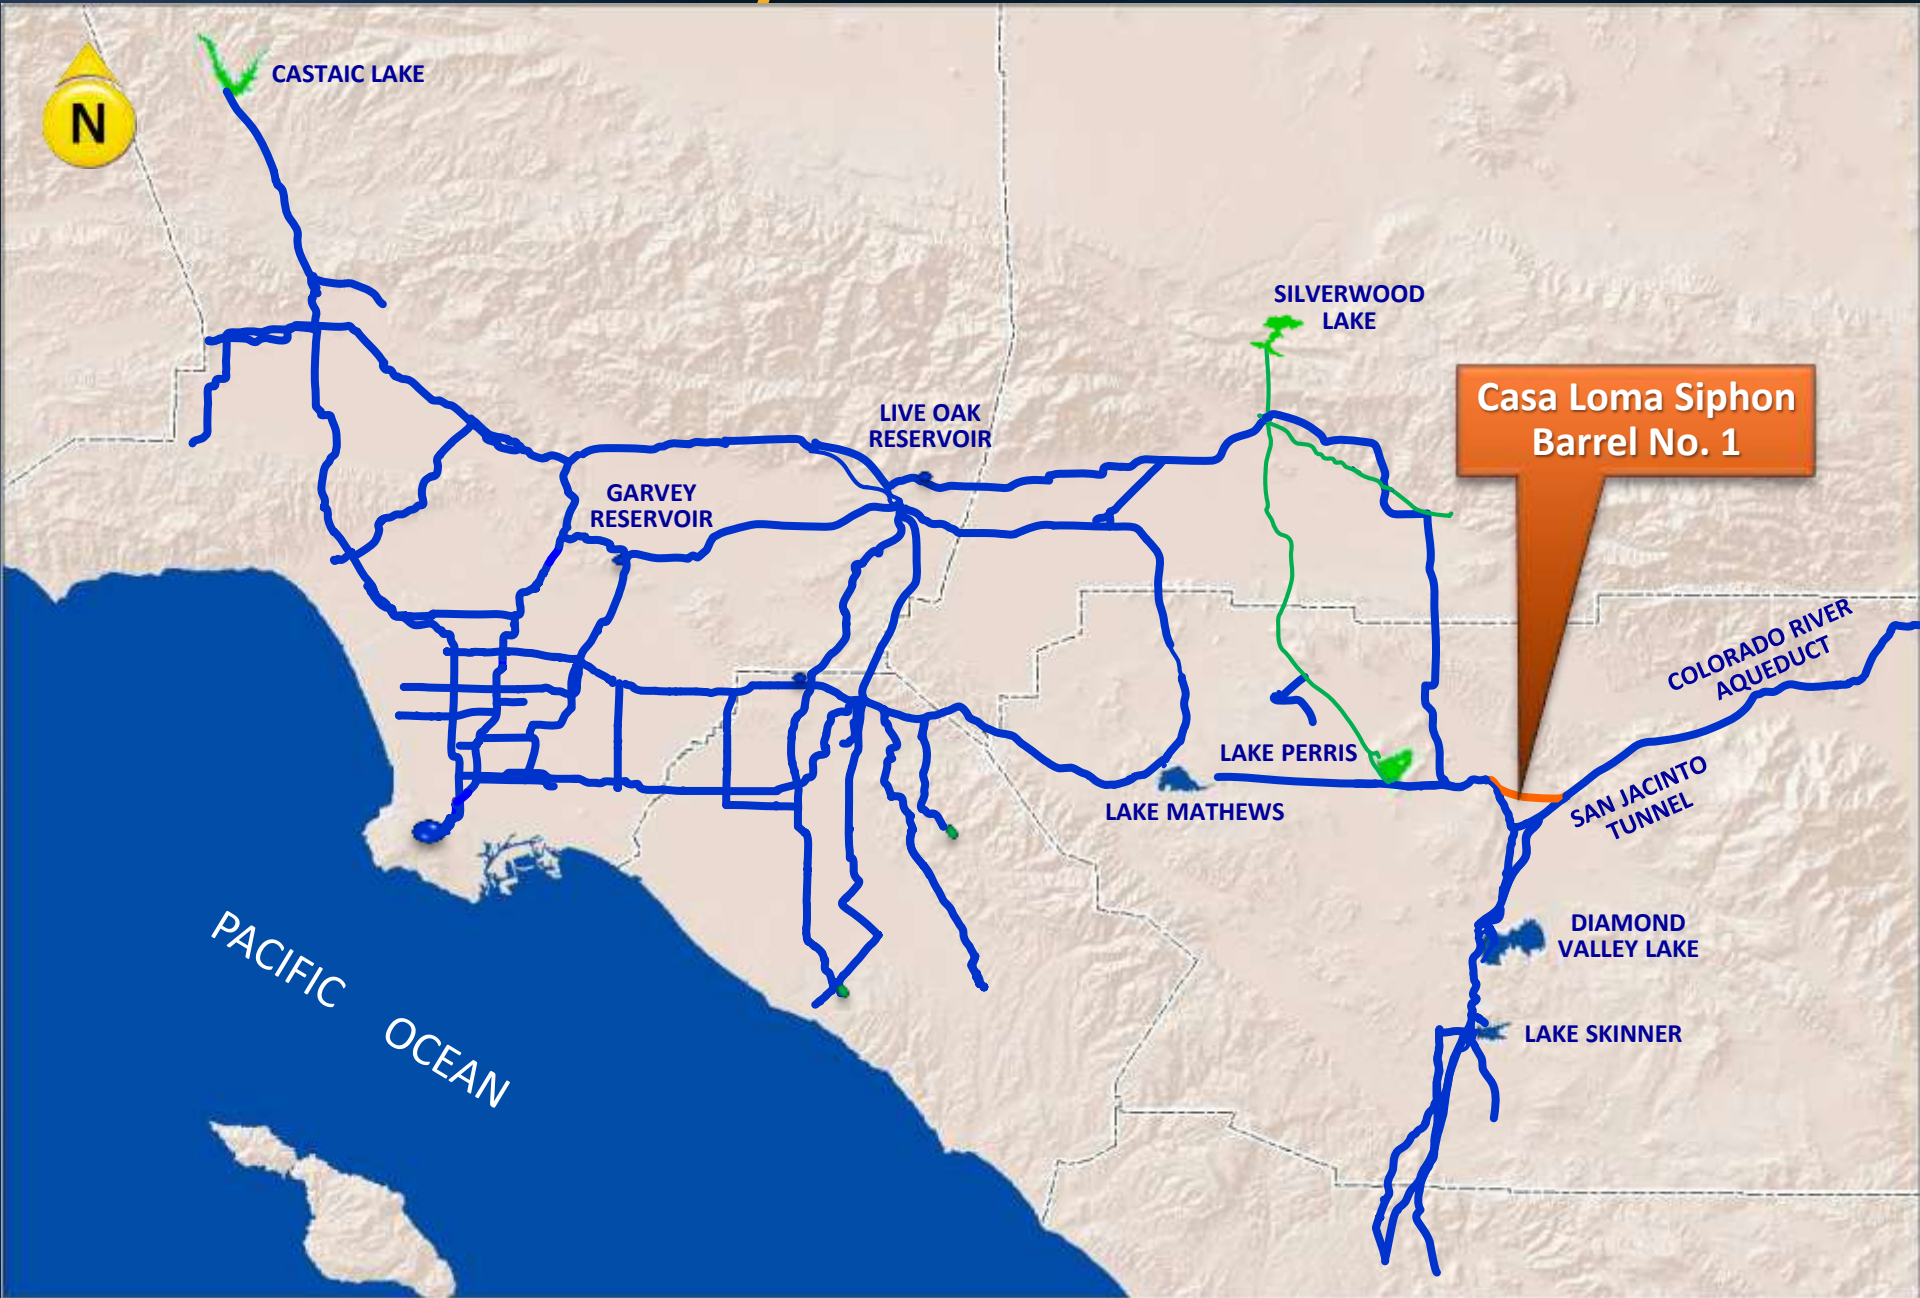 N
CASTAIC LAKE
SILVERWOOD
LAKE
Casa Loma Siphon
Barrel No. 1
LIVE OAK
RESERVOIR
GARVEY
RESERVOIR
COLORADO RIVER
AQUEDUCT
LAKE PERRIS
SAN JACINTO
TUNNEL
LAKE MATHEWS
DIAMOND
VALLEY LAKE
LAKE SKINNER
PACIFIC
OCEAN